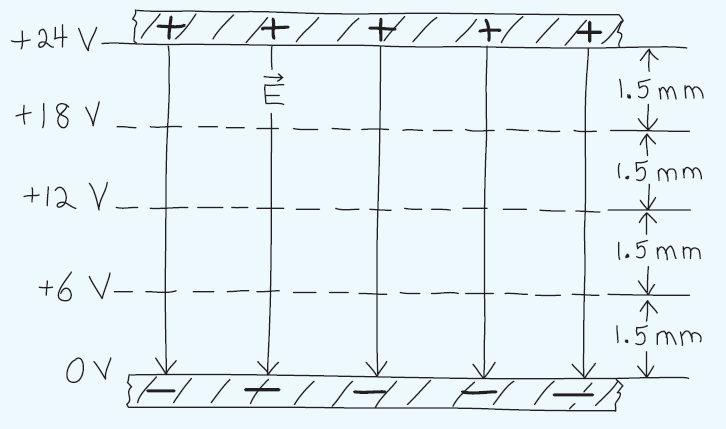 + + + + +
+24 V
1.5 mm
E⃗
+18 V
1.5 mm
+12 V
1.5 mm
+6 V
1.5 mm
0 V
− − − − −